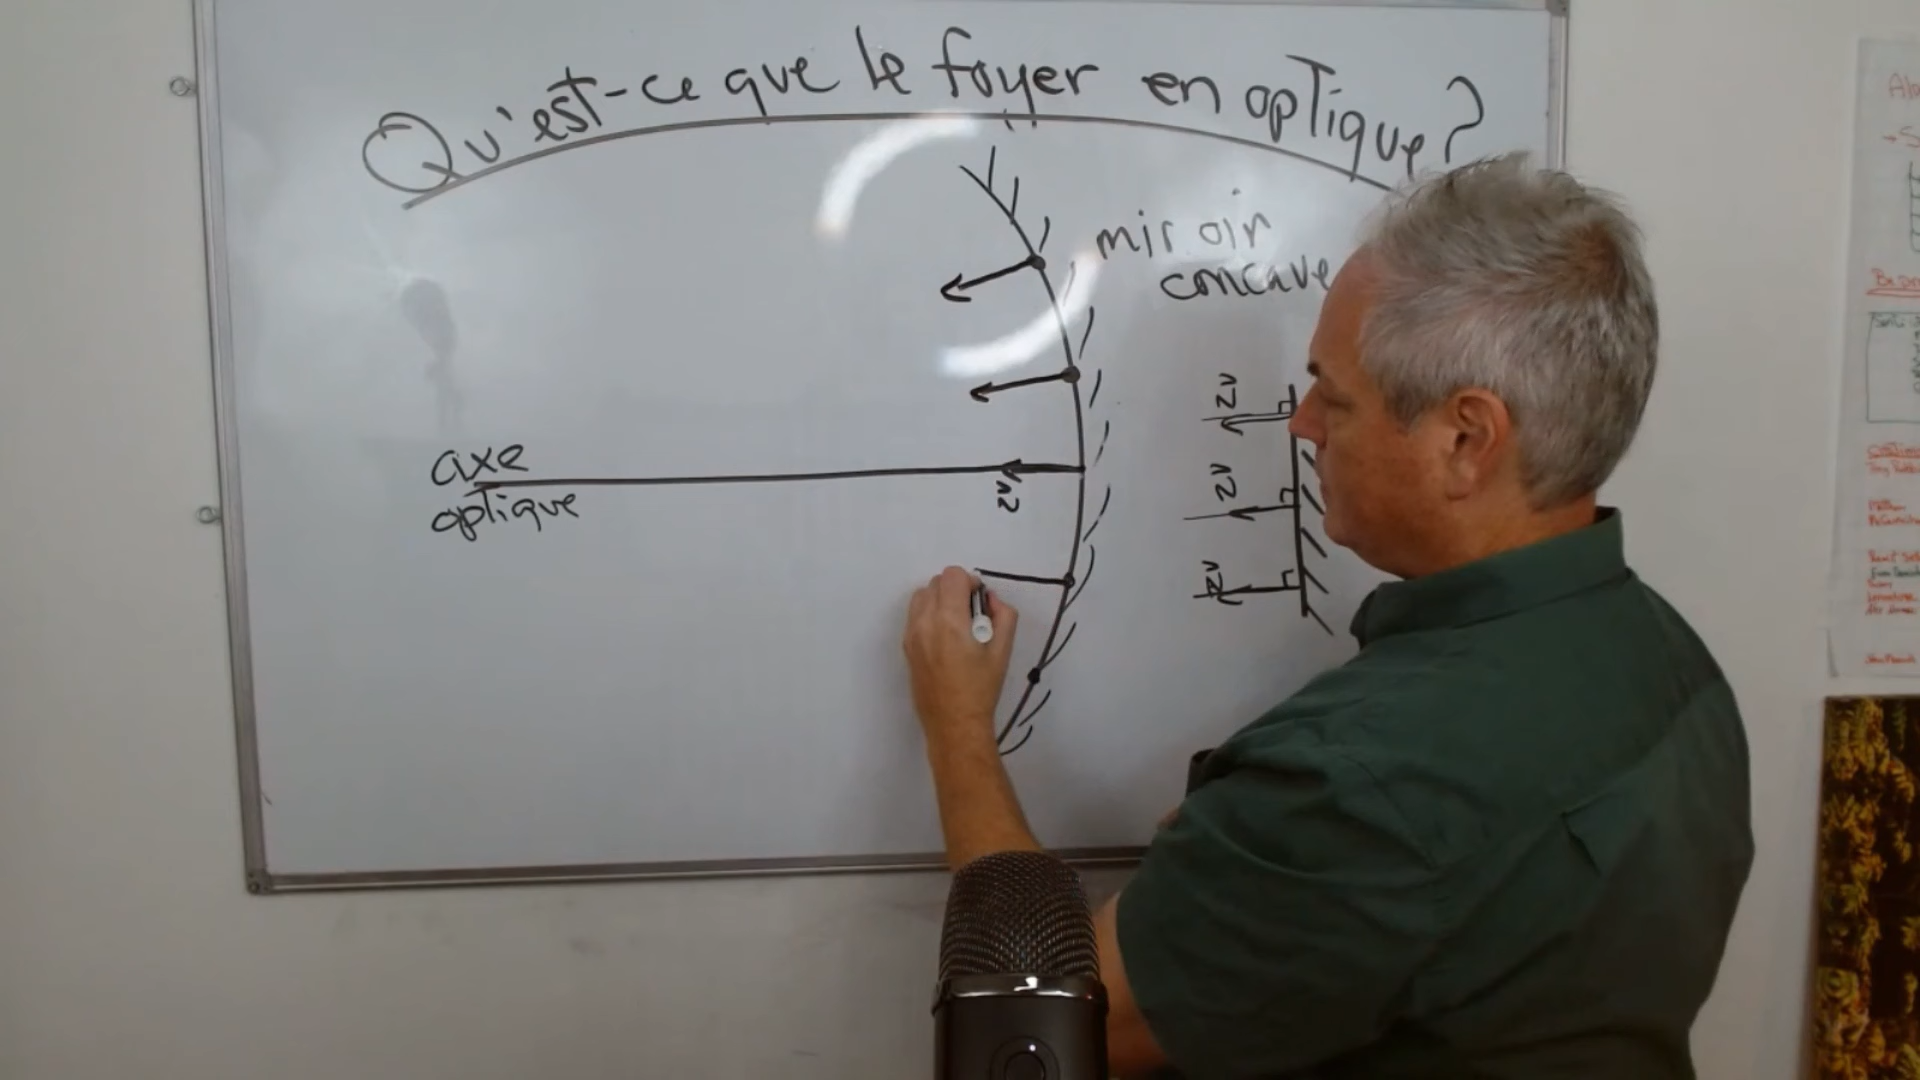 Qu'est-ce que le foyer en optique?
miroir
concave
axe
optique
N
N
N
N